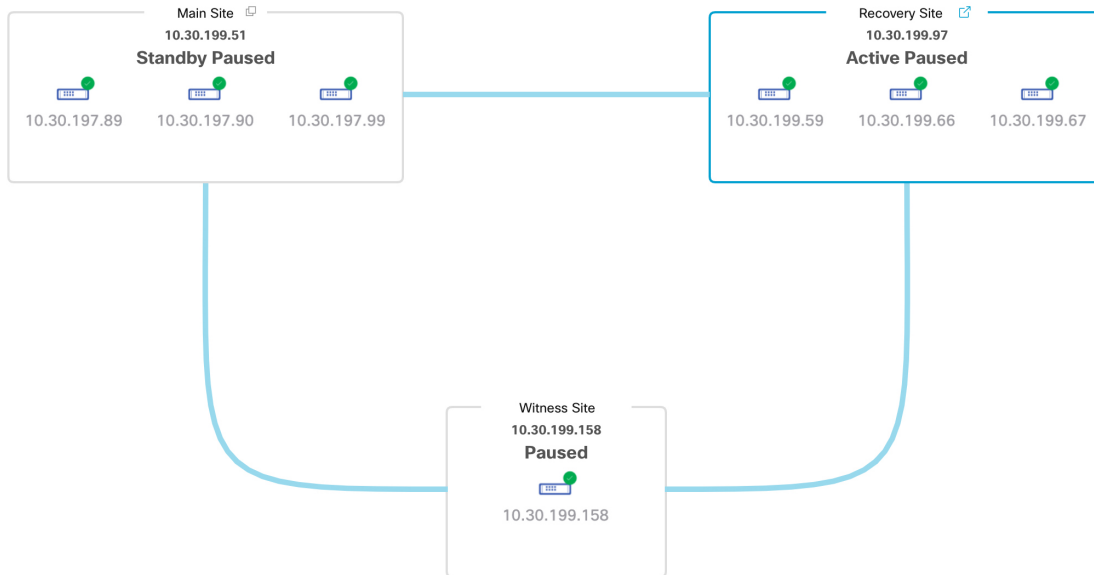 Main Site
10.30.199.51
Standby Paused
10.30.197.89 10.30.197.90 10.30.197.99
Recovery Site
10.30.199.97
Active Paused
10.30.199.59 10.30.199.66 10.30.199.67
Witness Site
10.30.199.158
Paused
10.30.199.158